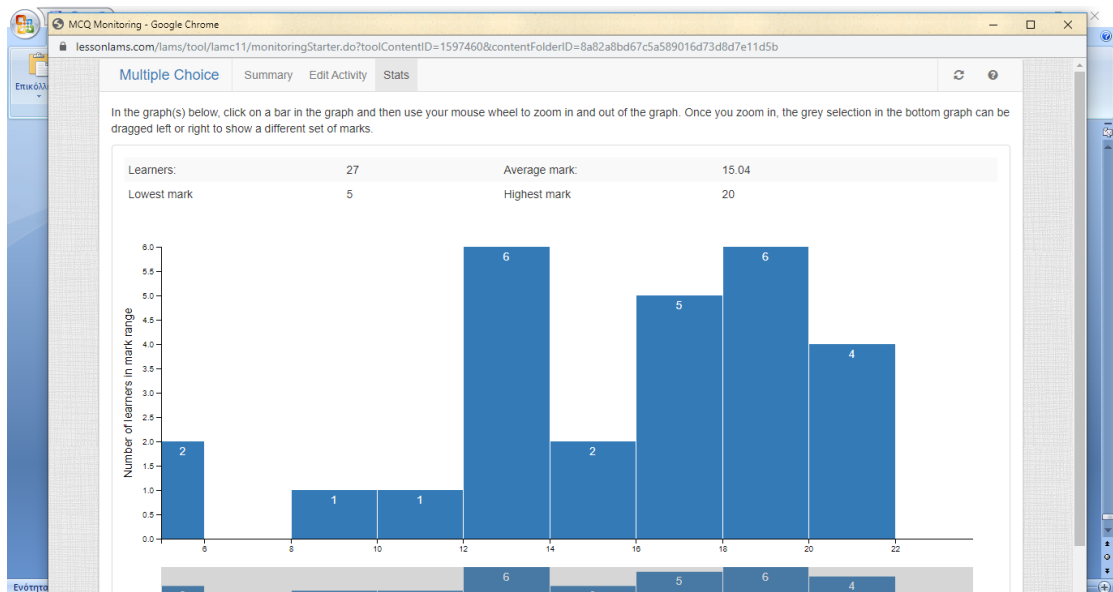 MCQ Monitoring - Google Chrome
lessonlams.com/lams/tool/lamc11/monitoringStarter.do?toolContentID=1597460&contentFolderID=8a82a8bd67c5a589016d73d8d7e11d5b
Επικόλλ
Multiple Choice Summary Edit Activity Stats
In the graph(s) below, click on a bar in the graph and then use your mouse wheel to zoom in and out of the graph. Once you zoom in, the grey selection in the bottom graph can be
dragged left or right to show a different set of marks.
Learners: 27 Average mark: 15.04
Lowest mark 5 Highest mark 20
Number of learners in mark range
6.0
5.5
5.0
4.5
4.0
3.5
3.0
2.5
2.0
1.5
1.0
0.5
0.0
2 1 1 6 2 5 6 4
6 8 10 12 14 16 18 20 22
6 5 6 4
Ενότητα